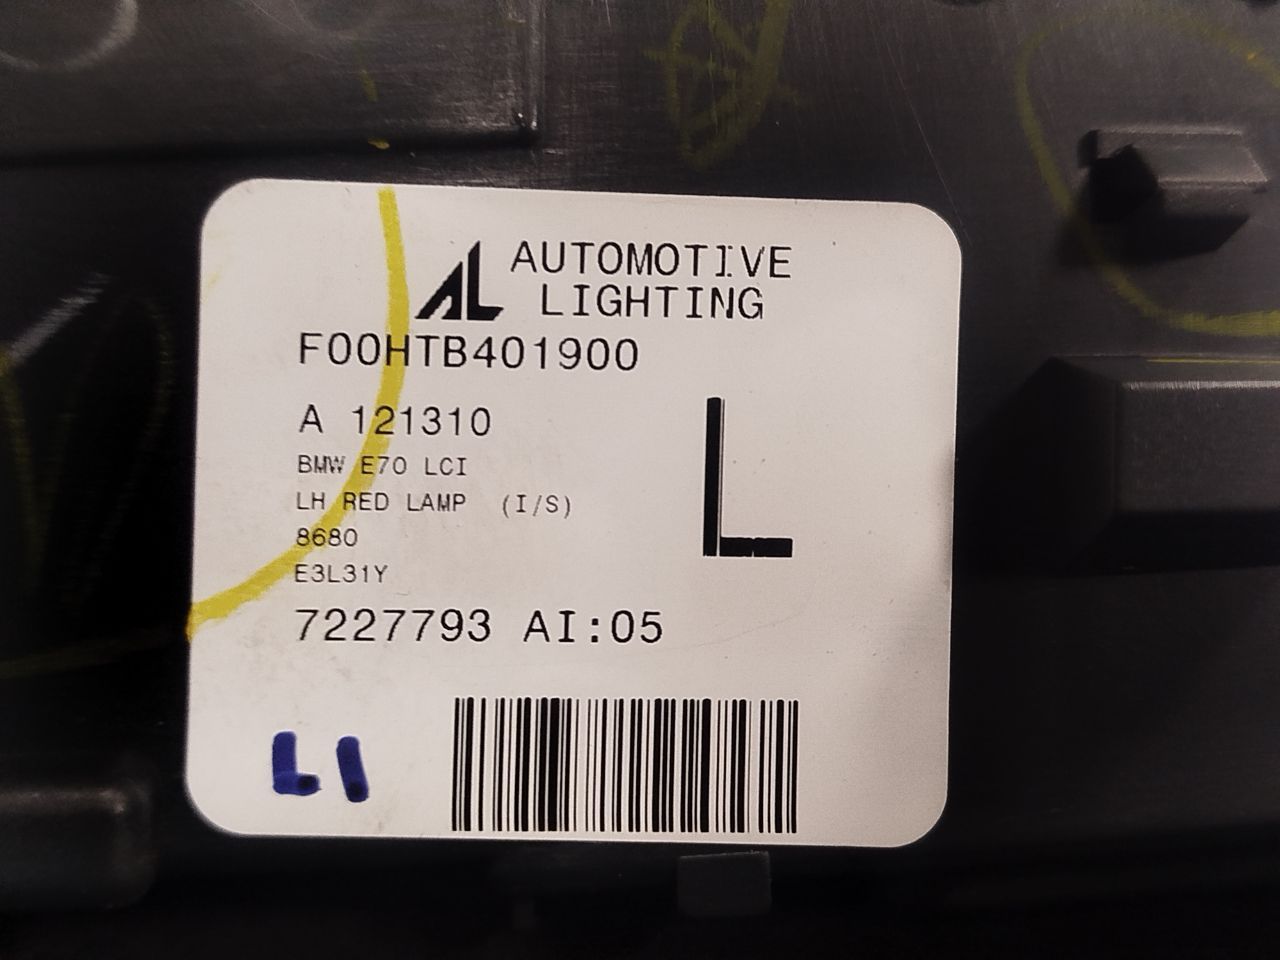 AL AUTOMOTIVE
LIGHTING
F00HTB401900
A 121310
BMW E70 LCI
LH RED LAMP (I/S)
8680
E3L31Y
7227793 AI:05
L
L1